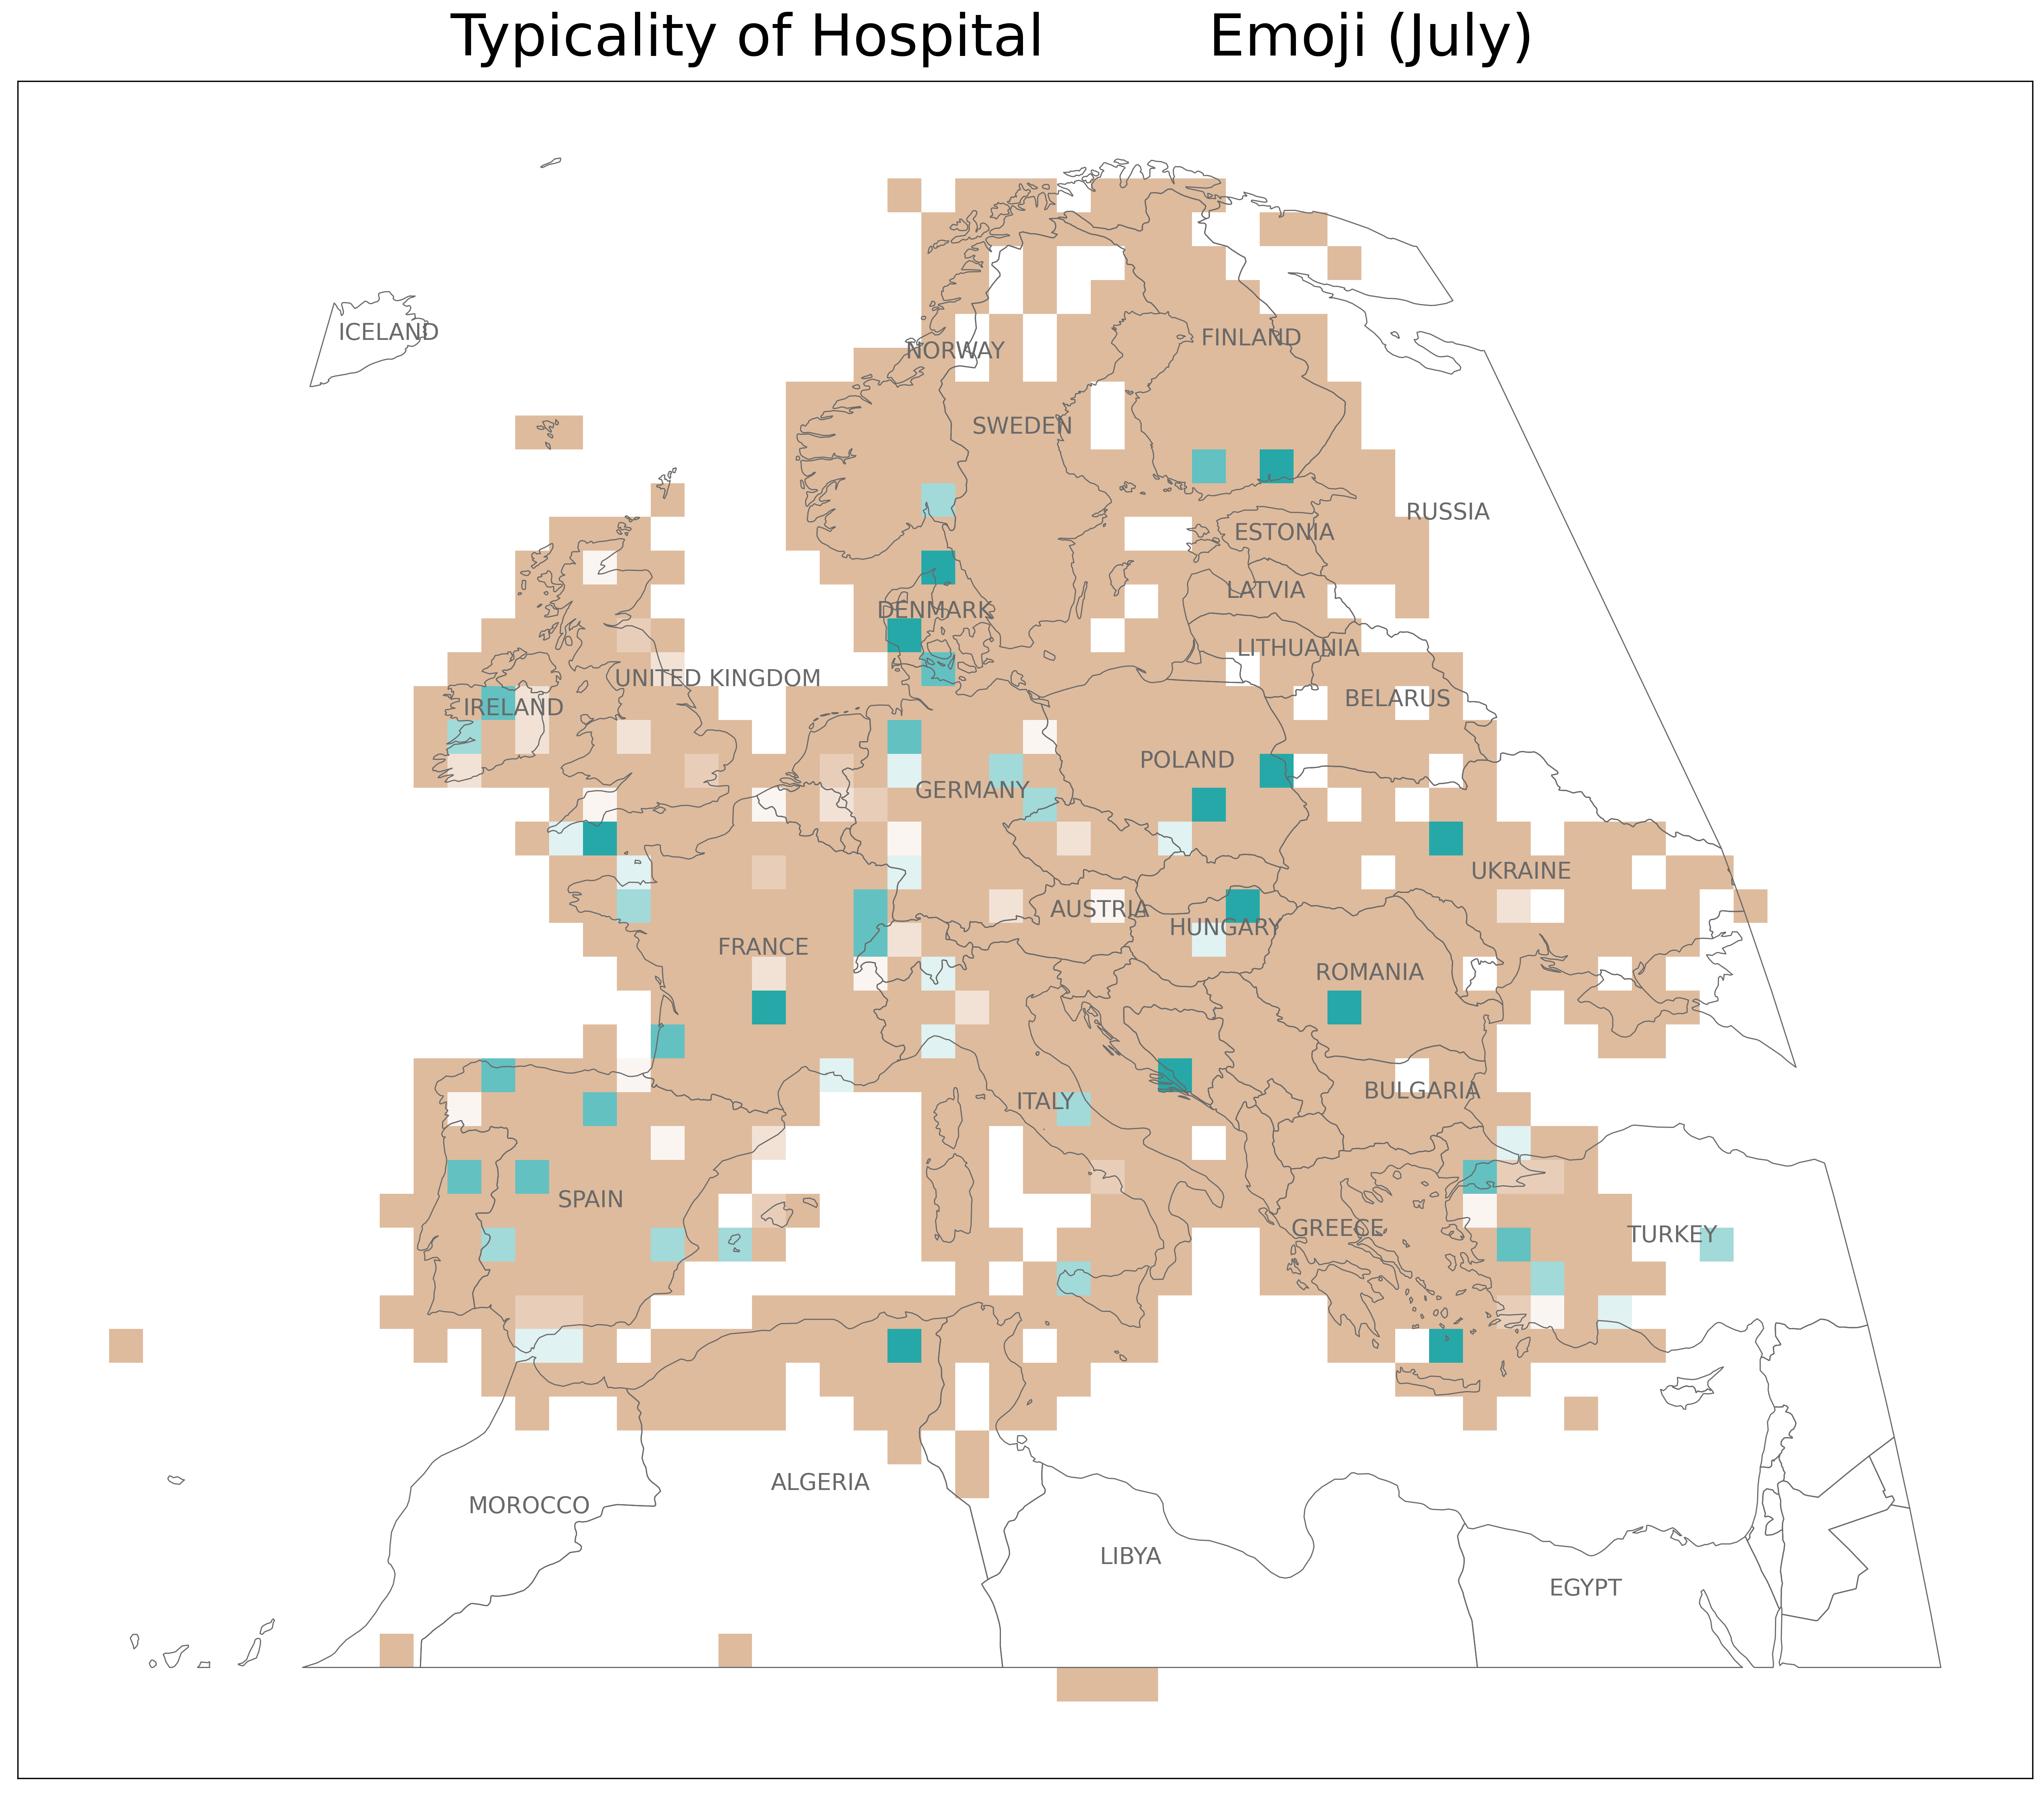 Typicality of Hospital Emoji (July)
ICELAND
NORWAY
FINLAND
SWEDEN
RUSSIA
ESTONIA
LATVIA
DENMARK
LITHUANIA
UNITED KINGDOM
BELARUS
IRELAND
POLAND
GERMANY
UKRAINE
AUSTRIA
HUNGARY
FRANCE
ROMANIA
BULGARIA
ITALY
SPAIN
GREECE
TURKEY
ALGERIA
MOROCCO
LIBYA
EGYPT